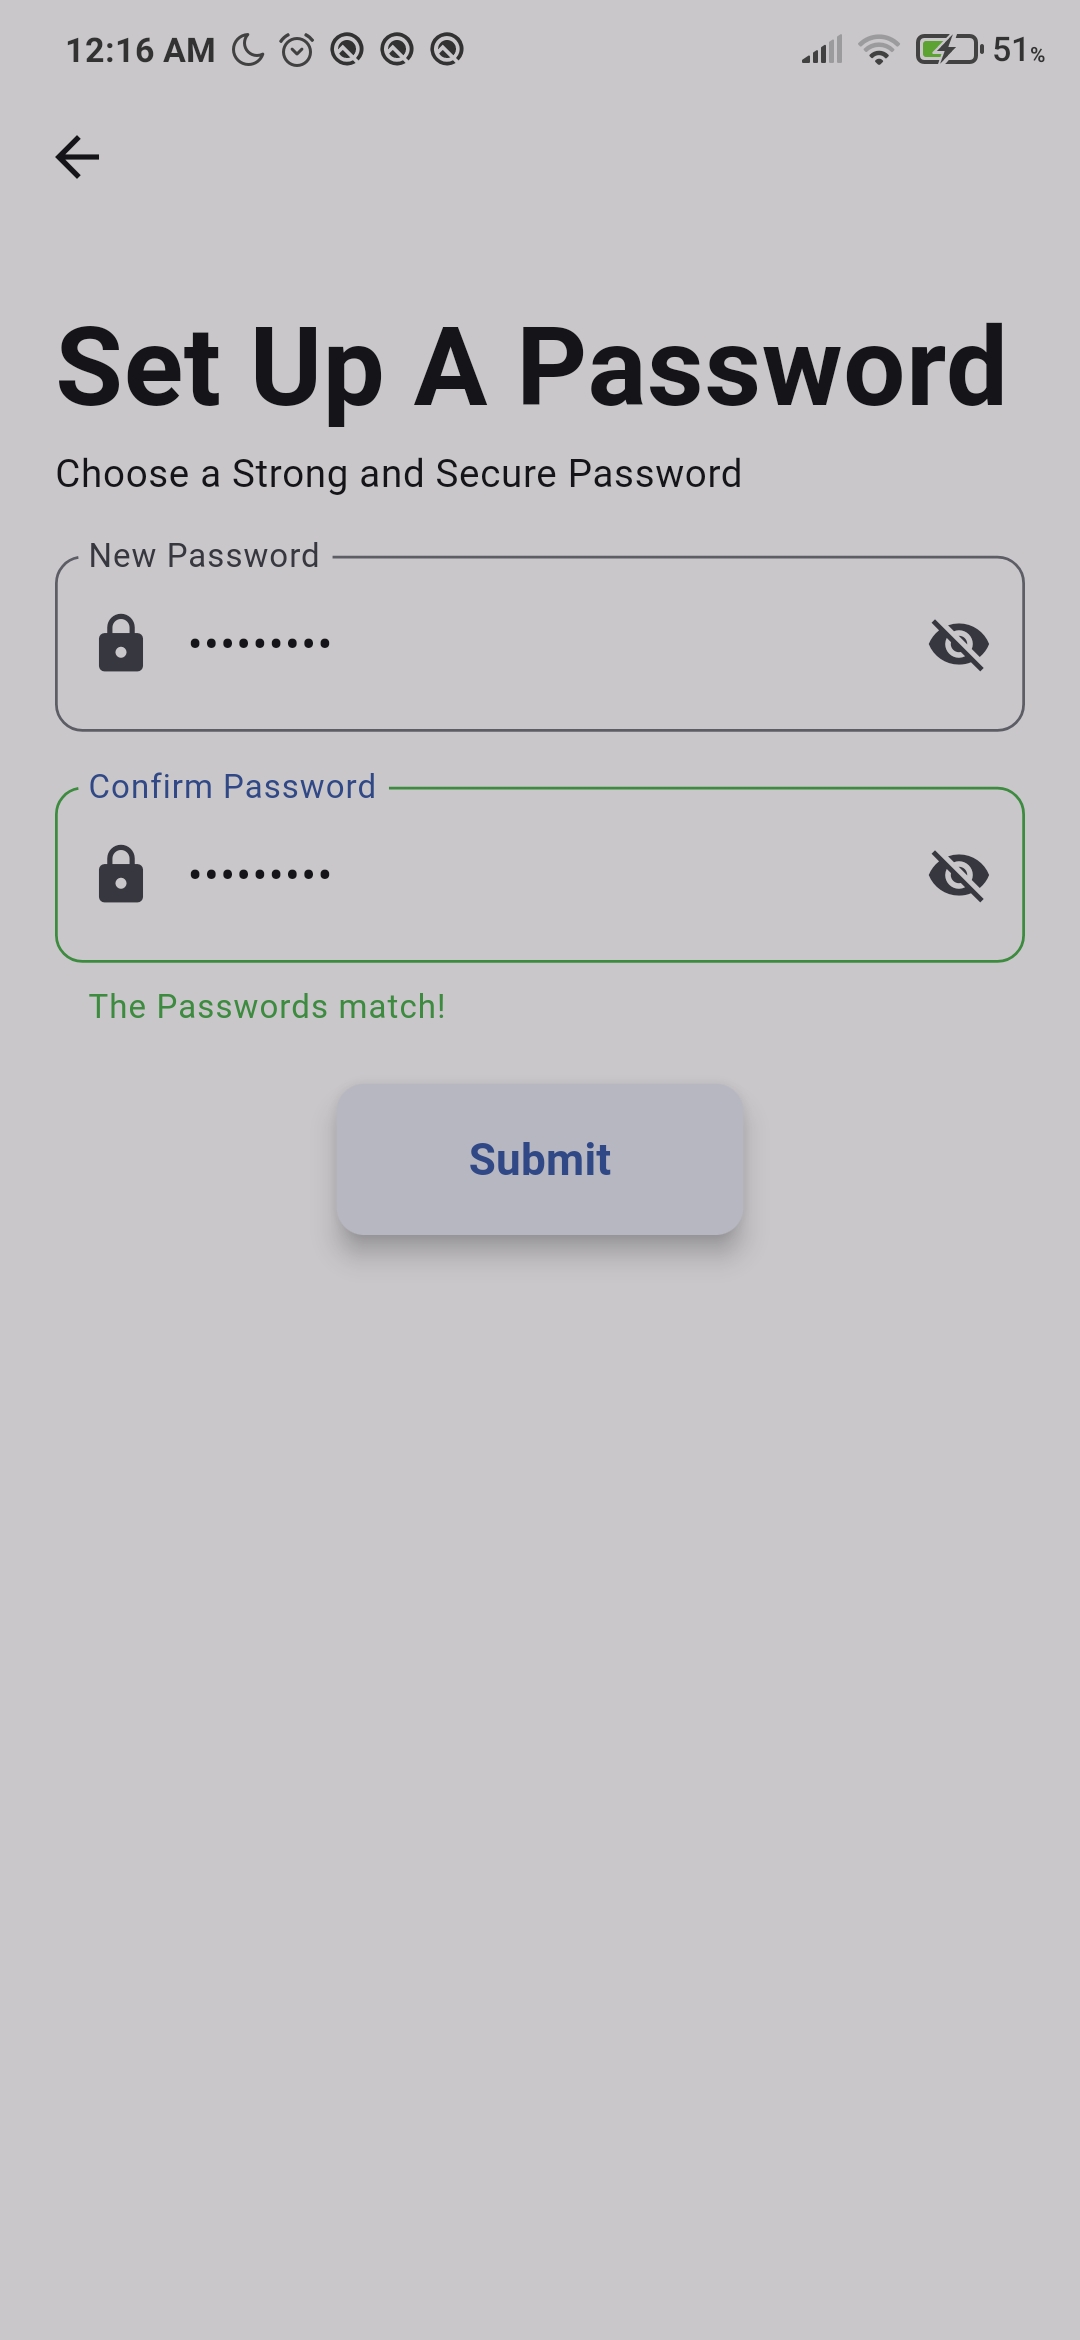 12:16 AM 51%
Set Up A Password
Choose a Strong and Secure Password
New Password
•••••••••
Confirm Password
•••••••••
The Passwords match!
Submit